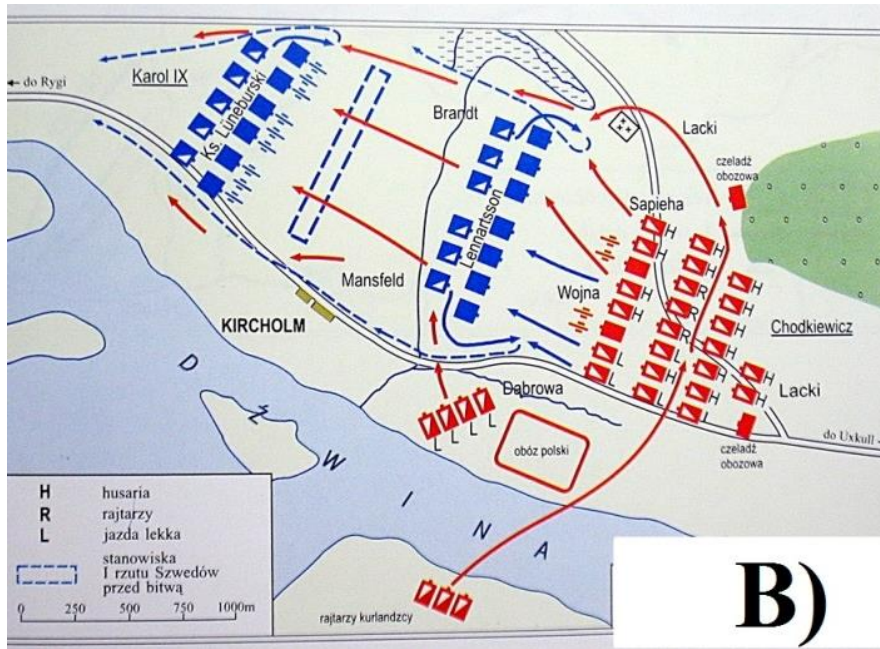 Karol IX
← do Rygi
Ks. Lüneburski
Brandt
Lacki
czeladź
obozowa
Sapieha
H
H
H
H
H
R
R
R
R
H
H
H
H
H
Lennartsson
Wojna
Mansfeld
Chodkiewicz
KIRCHOLM
L
L
L
L
L
Dąbrowa
H
H
Lacki
do Uxkull
czeladź
obozowa
L
L
L
L
obóz polski
D Ź W I N A
H husaria
R rajtarzy
L jazda lekka
stanowiska
I rzutu Szwedów
przed bitwą
0 250 500 750 1000m
rajtarzy kurlandzcy
B)